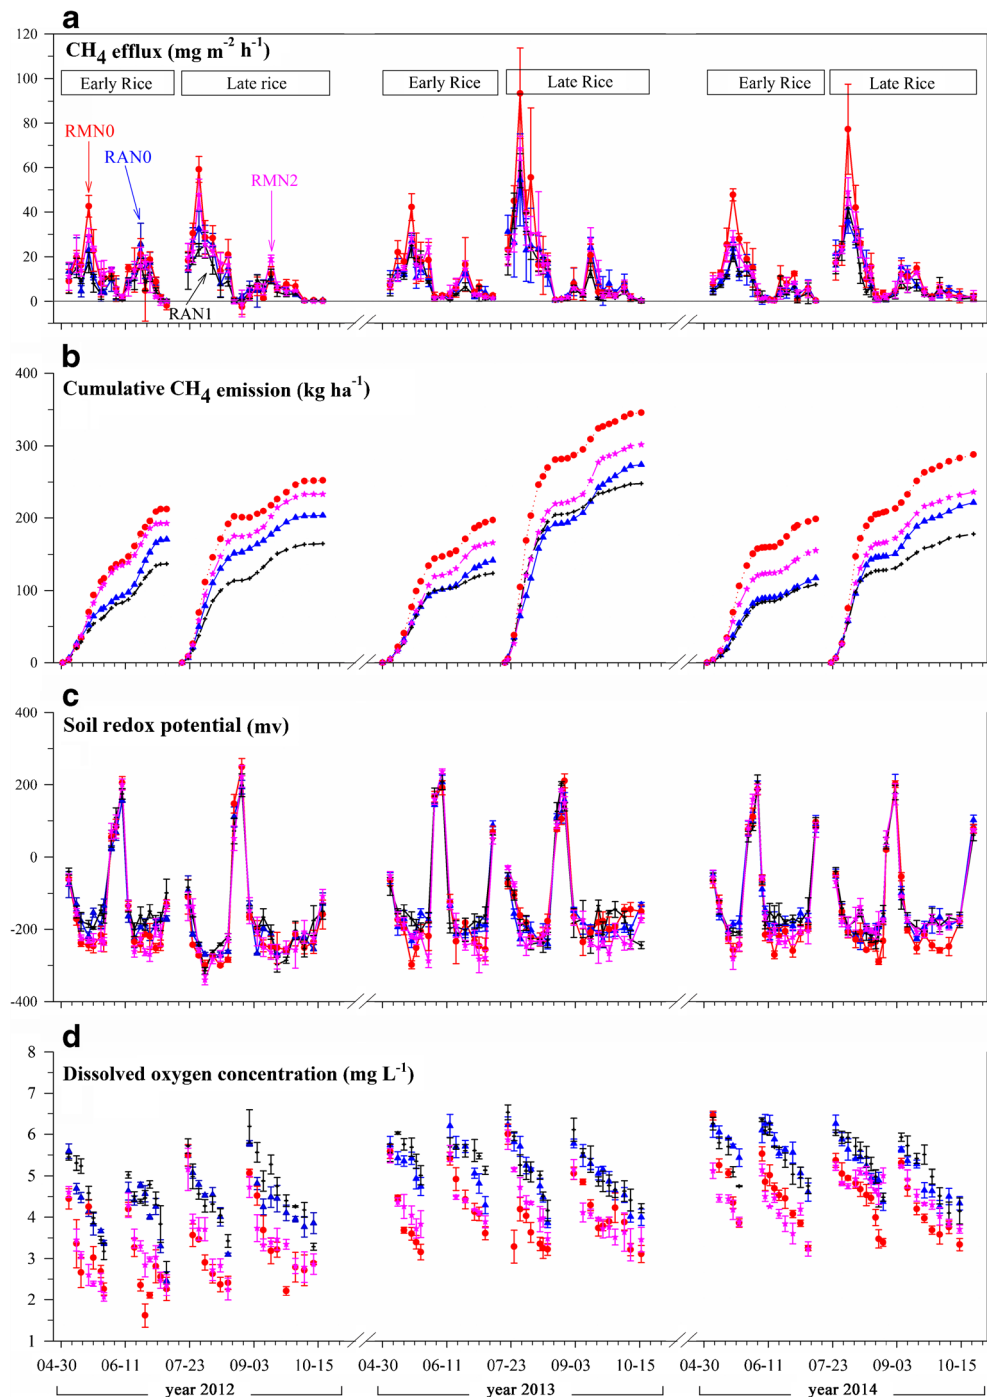 a
CH4 efflux (mg m-2 h-1)
120
100
80
60
40
20
0
Early Rice
Late rice
Early Rice
Late Rice
Early Rice
Late Rice
RMN0
RAN0
RMN2
RAN1
b
Cumulative CH4 emission (kg ha-1)
400
300
200
100
0
c
Soil redox potential (mv)
400
200
0
-200
-400
d
Dissolved oxygen concentration (mg L-1)
8
7
6
5
4
3
2
1
04-30 06-11 07-23 09-03 10-15 04-30 06-11 07-23 09-03 10-15 04-30 06-11 07-23 09-03 10-15
year 2012 year 2013 year 2014